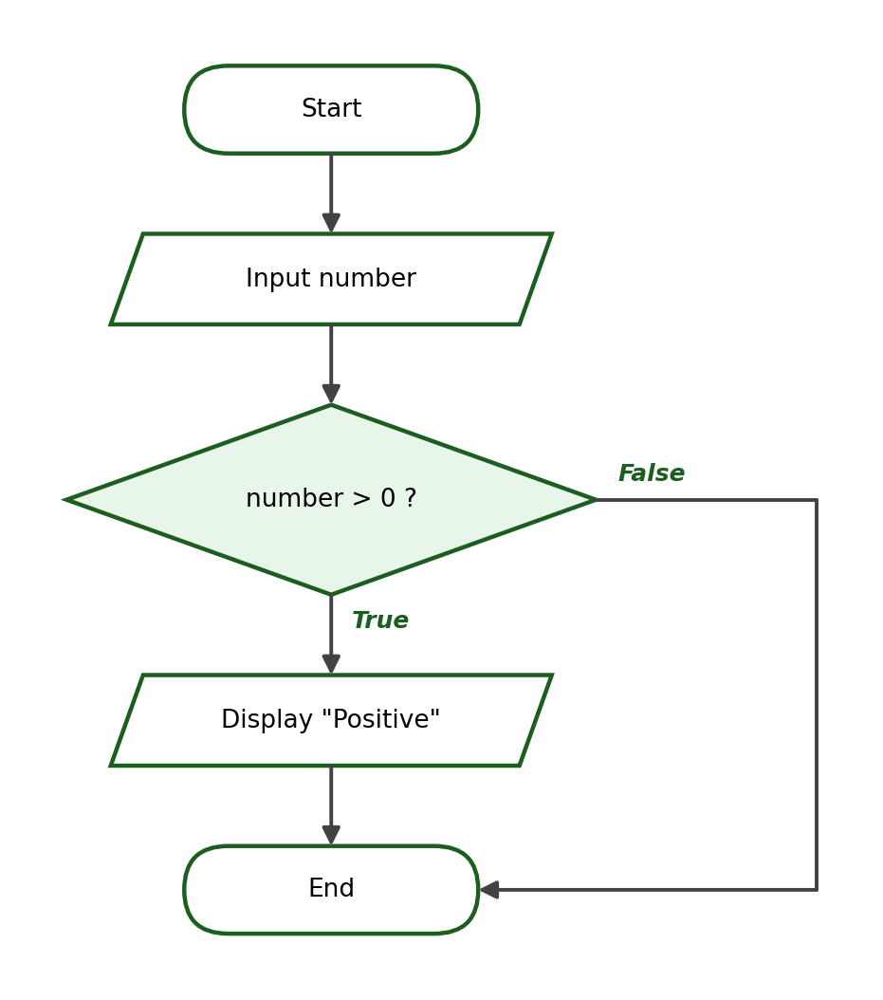 Start
Input number
number > 0 ?
False
True
Display "Positive"
End